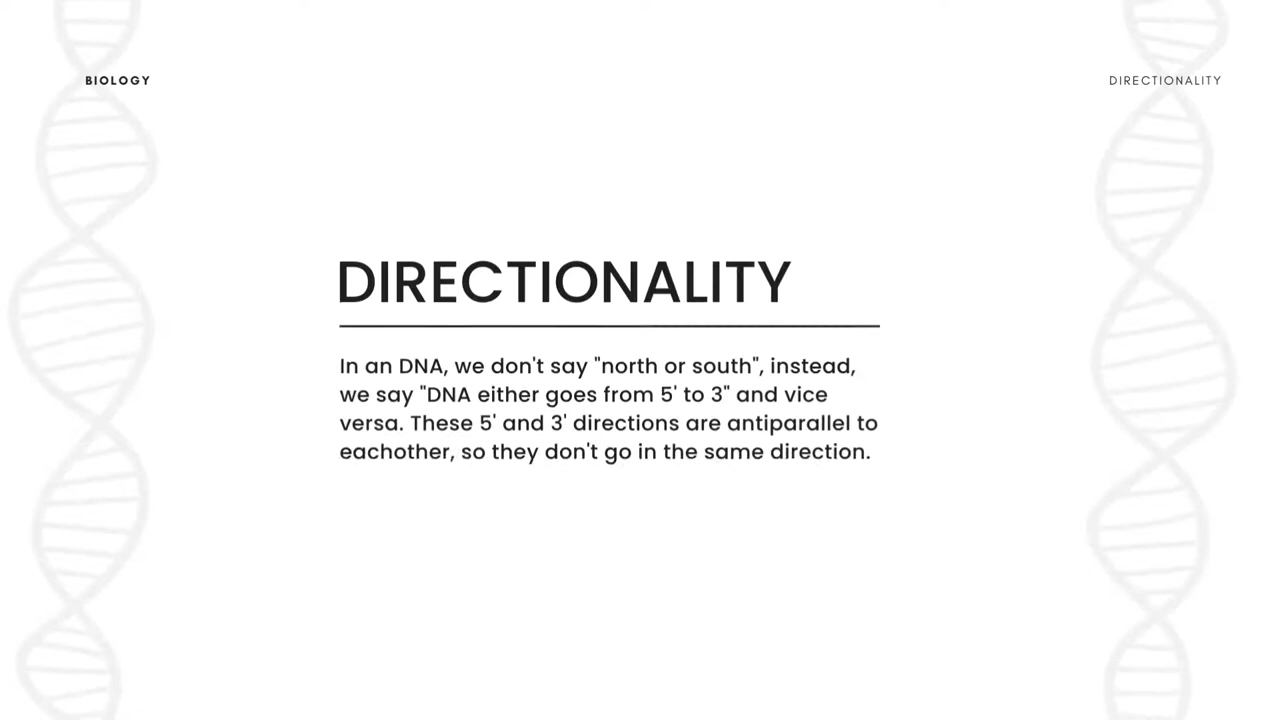 BIOLOGY
DIRECTIONALITY
DIRECTIONALITY
In an DNA, we don't say "north or south", instead,
we say "DNA either goes from 5' to 3" and vice
versa. These 5' and 3' directions are antiparallel to
eachother, so they don't go in the same direction.